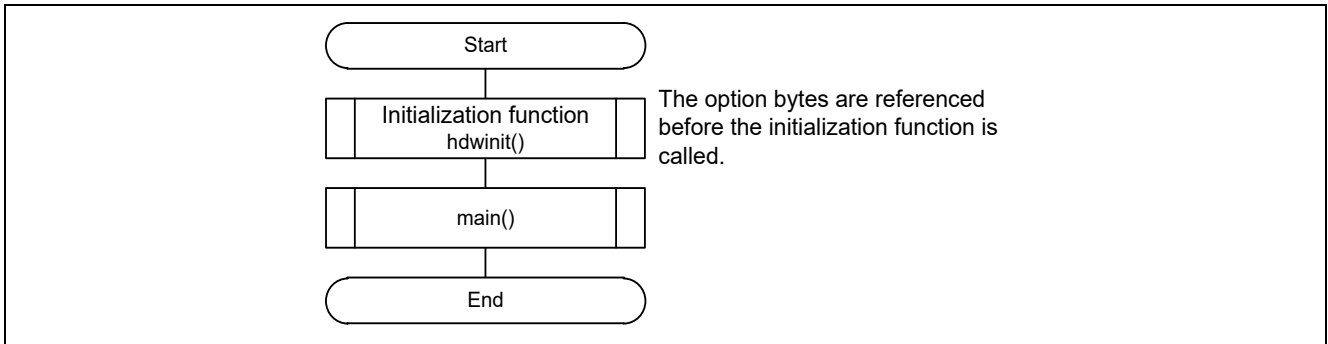 Start
Initialization function
hdwinit()
The option bytes are referenced
before the initialization function is
called.
main()
End